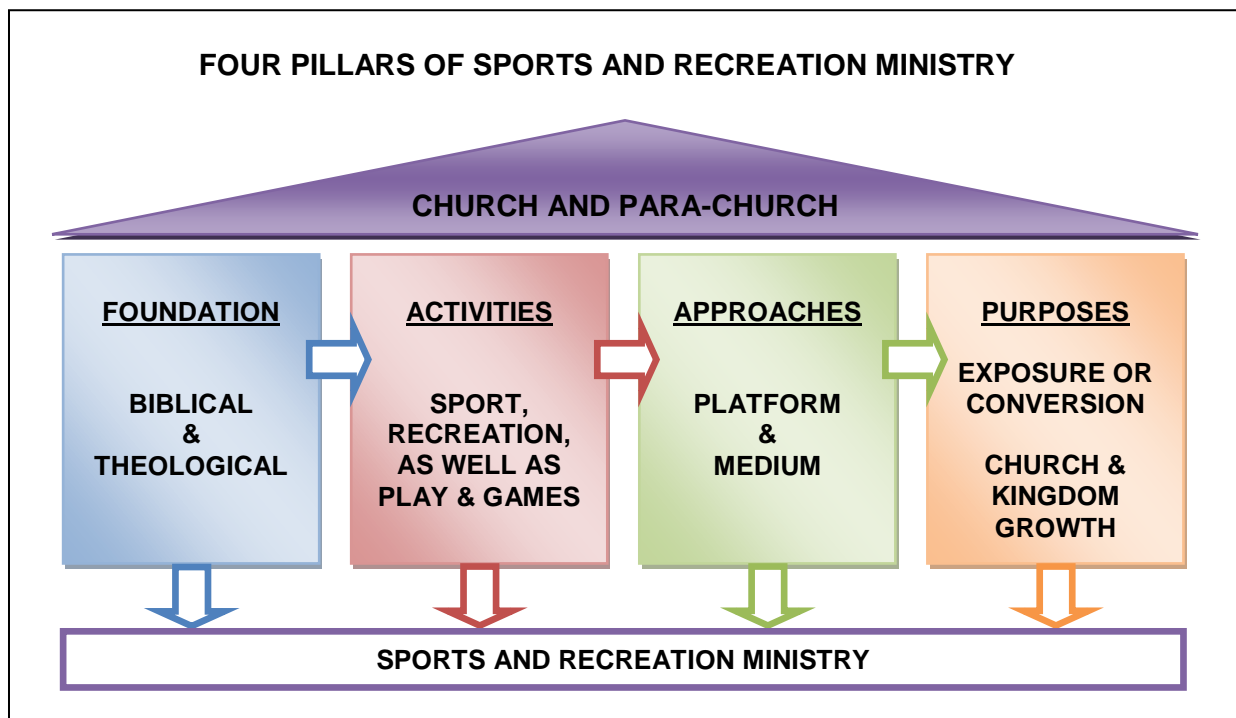 FOUR PILLARS OF SPORTS AND RECREATION MINISTRY
CHURCH AND PARA-CHURCH
FOUNDATION
BIBLICAL
&
THEOLOGICAL
ACTIVITIES
SPORT,
RECREATION,
AS WELL AS
PLAY & GAMES
APPROACHES
PLATFORM
&
MEDIUM
PURPOSES
EXPOSURE OR
CONVERSION
CHURCH &
KINGDOM
GROWTH
SPORTS AND RECREATION MINISTRY